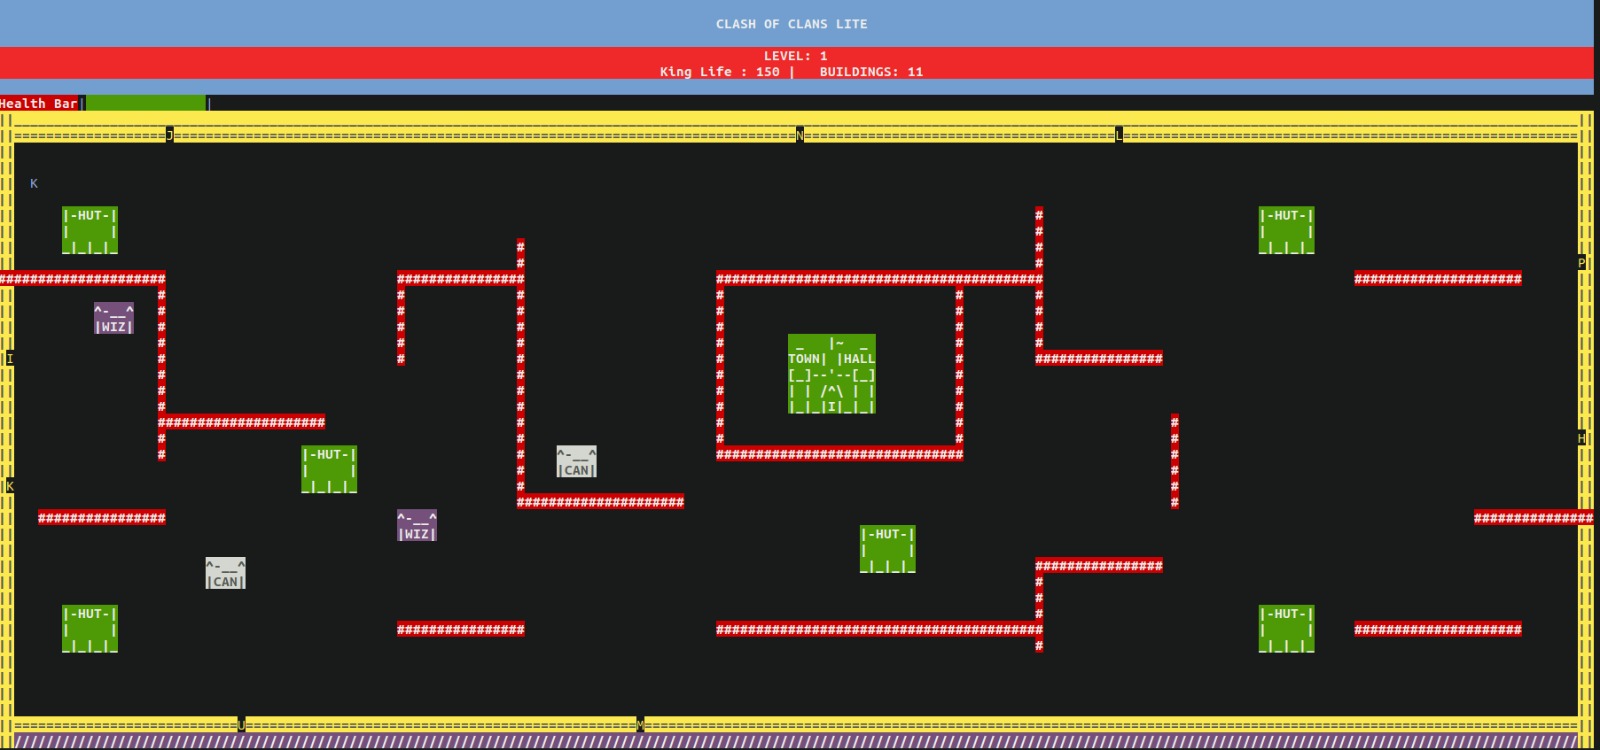 CLASH OF CLANS LITE
LEVEL: 1
King Life : 150 |   BUILDINGS: 11
Health Bar
J N L
K
|-HUT-| |-HUT-|
P
^-__^
|WIZ|
I
TOWN| |HALL
H
|-HUT-|
^-__^
|CAN|
K
^-__^
|WIZ|
|-HUT-|
^-__^
|CAN|
|-HUT-| |-HUT-|
U M